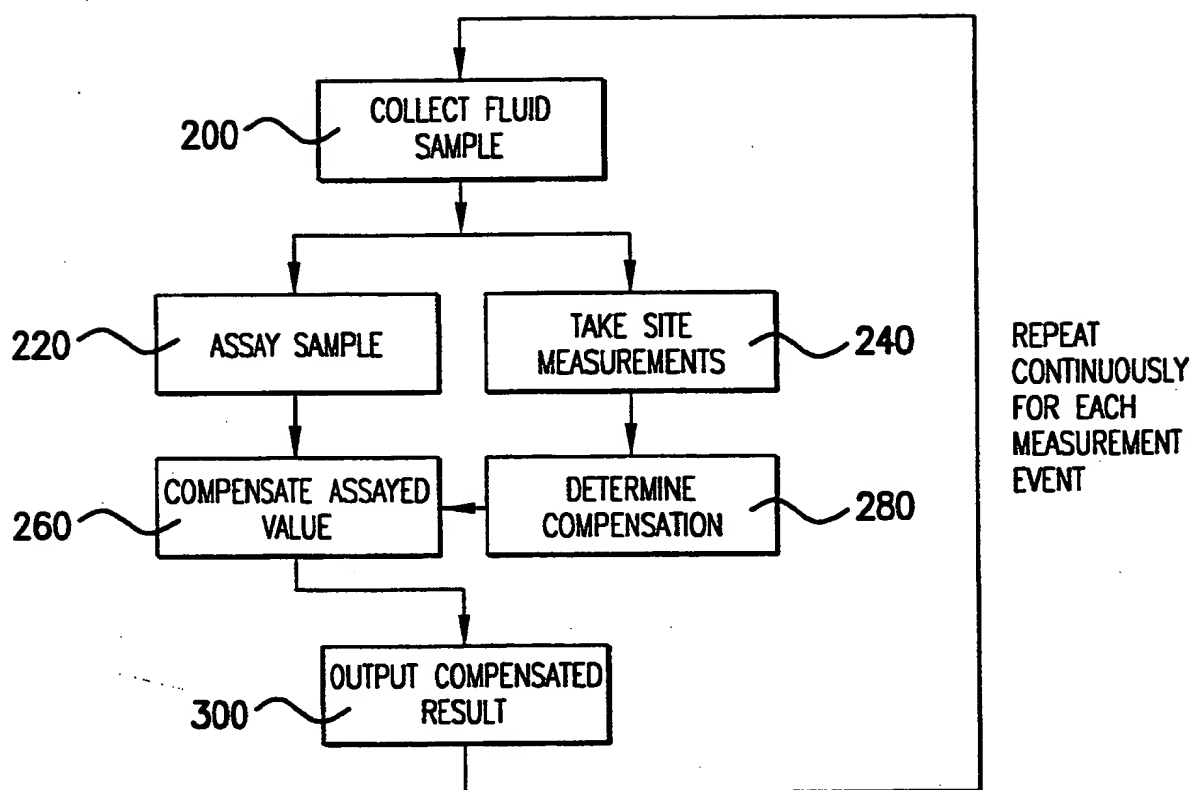 COLLECT FLUID
SAMPLE
200
220
ASSAY SAMPLE
TAKE SITE
MEASUREMENTS
240
REPEAT
CONTINUOUSLY
FOR EACH
MEASUREMENT
EVENT
260
COMPENSATE ASSAYED
VALUE
DETERMINE
COMPENSATION
280
300
OUTPUT COMPENSATED
RESULT